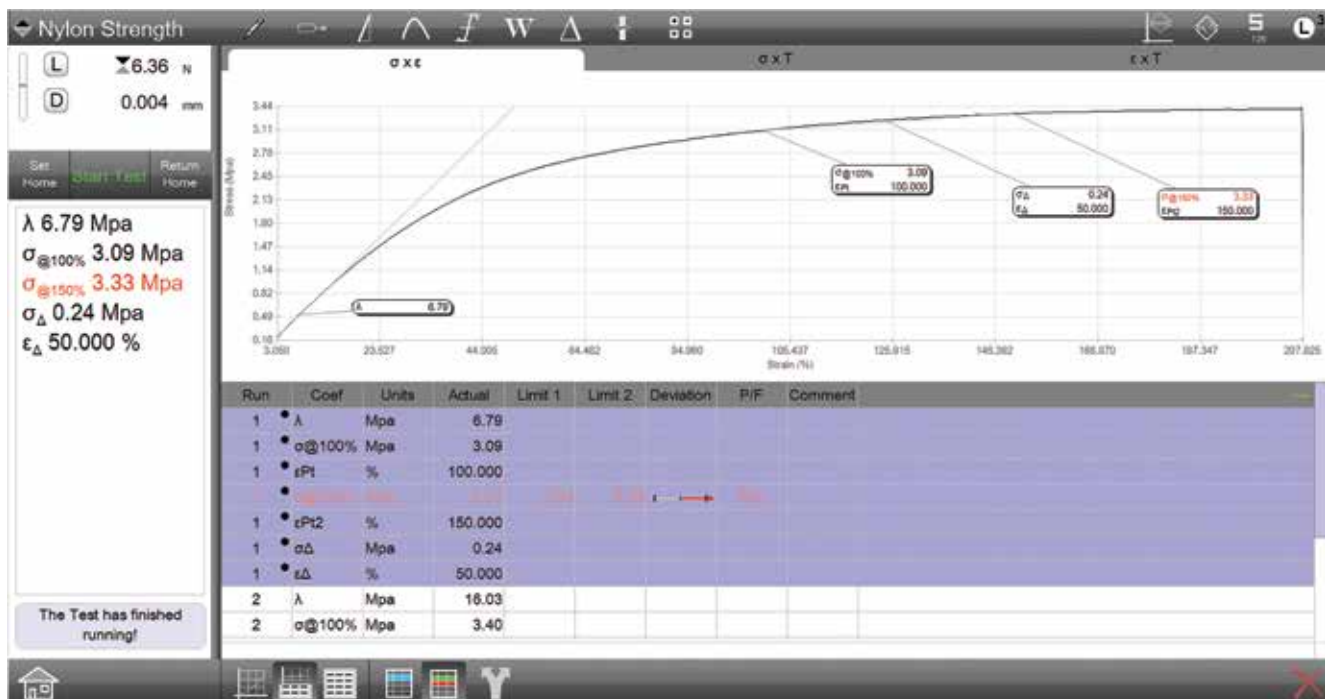 Nylon Strength
W
S
L
3
L 6.36 N
D 0.004 mm
Set Home
Start Test
Return Home
λ 6.79 Mpa
σ@100% 3.09 Mpa
σ@150% 3.33 Mpa
σΔ 0.24 Mpa
εΔ 50.000 %
The Test has finished
running!
σ x ε
σ x T
ε x T
Stress (Mpa)
3.44
3.11
2.78
2.45
2.13
1.80
1.47
1.14
0.82
0.49
0.16
σ@100% 3.09
εPt 100.000
σΔ 0.24
εΔ 50.000
σ@150% 3.33
εPt2 150.000
λ 6.79
3.050 23.527 44.005 64.482 84.960 105.437 125.915 146.392 166.870 197.347 207.825
Strain (%)
Run Coef Units Actual Limit 1 Limit 2 Deviation P/F Comment
1 λ Mpa 6.79
1 σ@100% Mpa 3.09
1 εPt % 100.000
1 εPt2 % 150.000
1 σΔ Mpa 0.24
1 εΔ % 50.000
2 λ Mpa 16.03
2 σ@100% Mpa 3.40